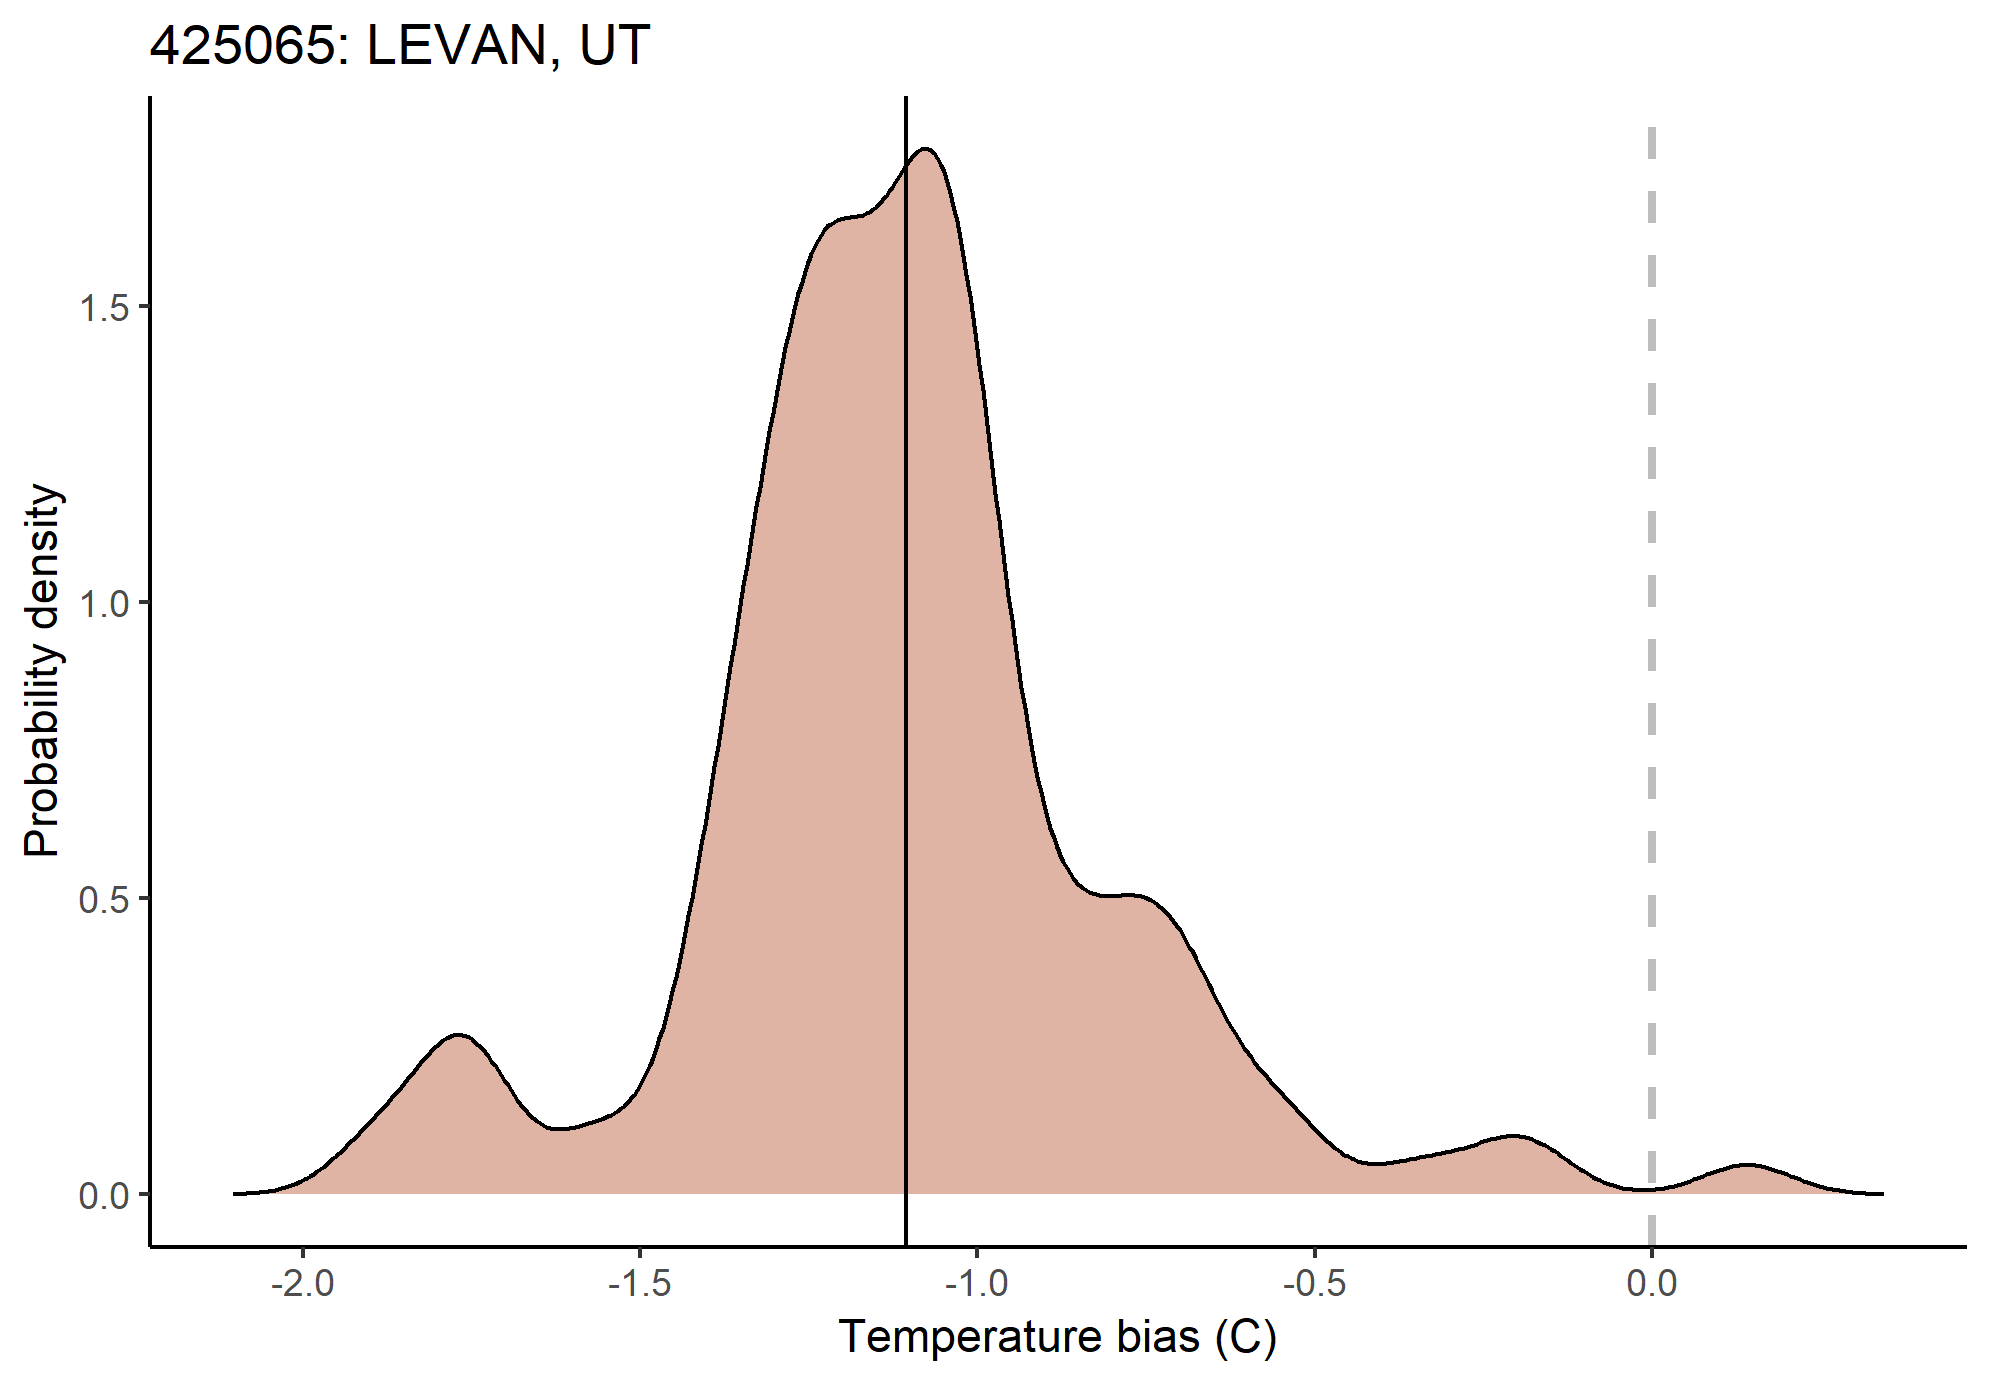 425065: LEVAN, UT
Probability density
1.5
1.0
0.5
0.0
-2.0 -1.5 -1.0 -0.5 0.0
Temperature bias (C)